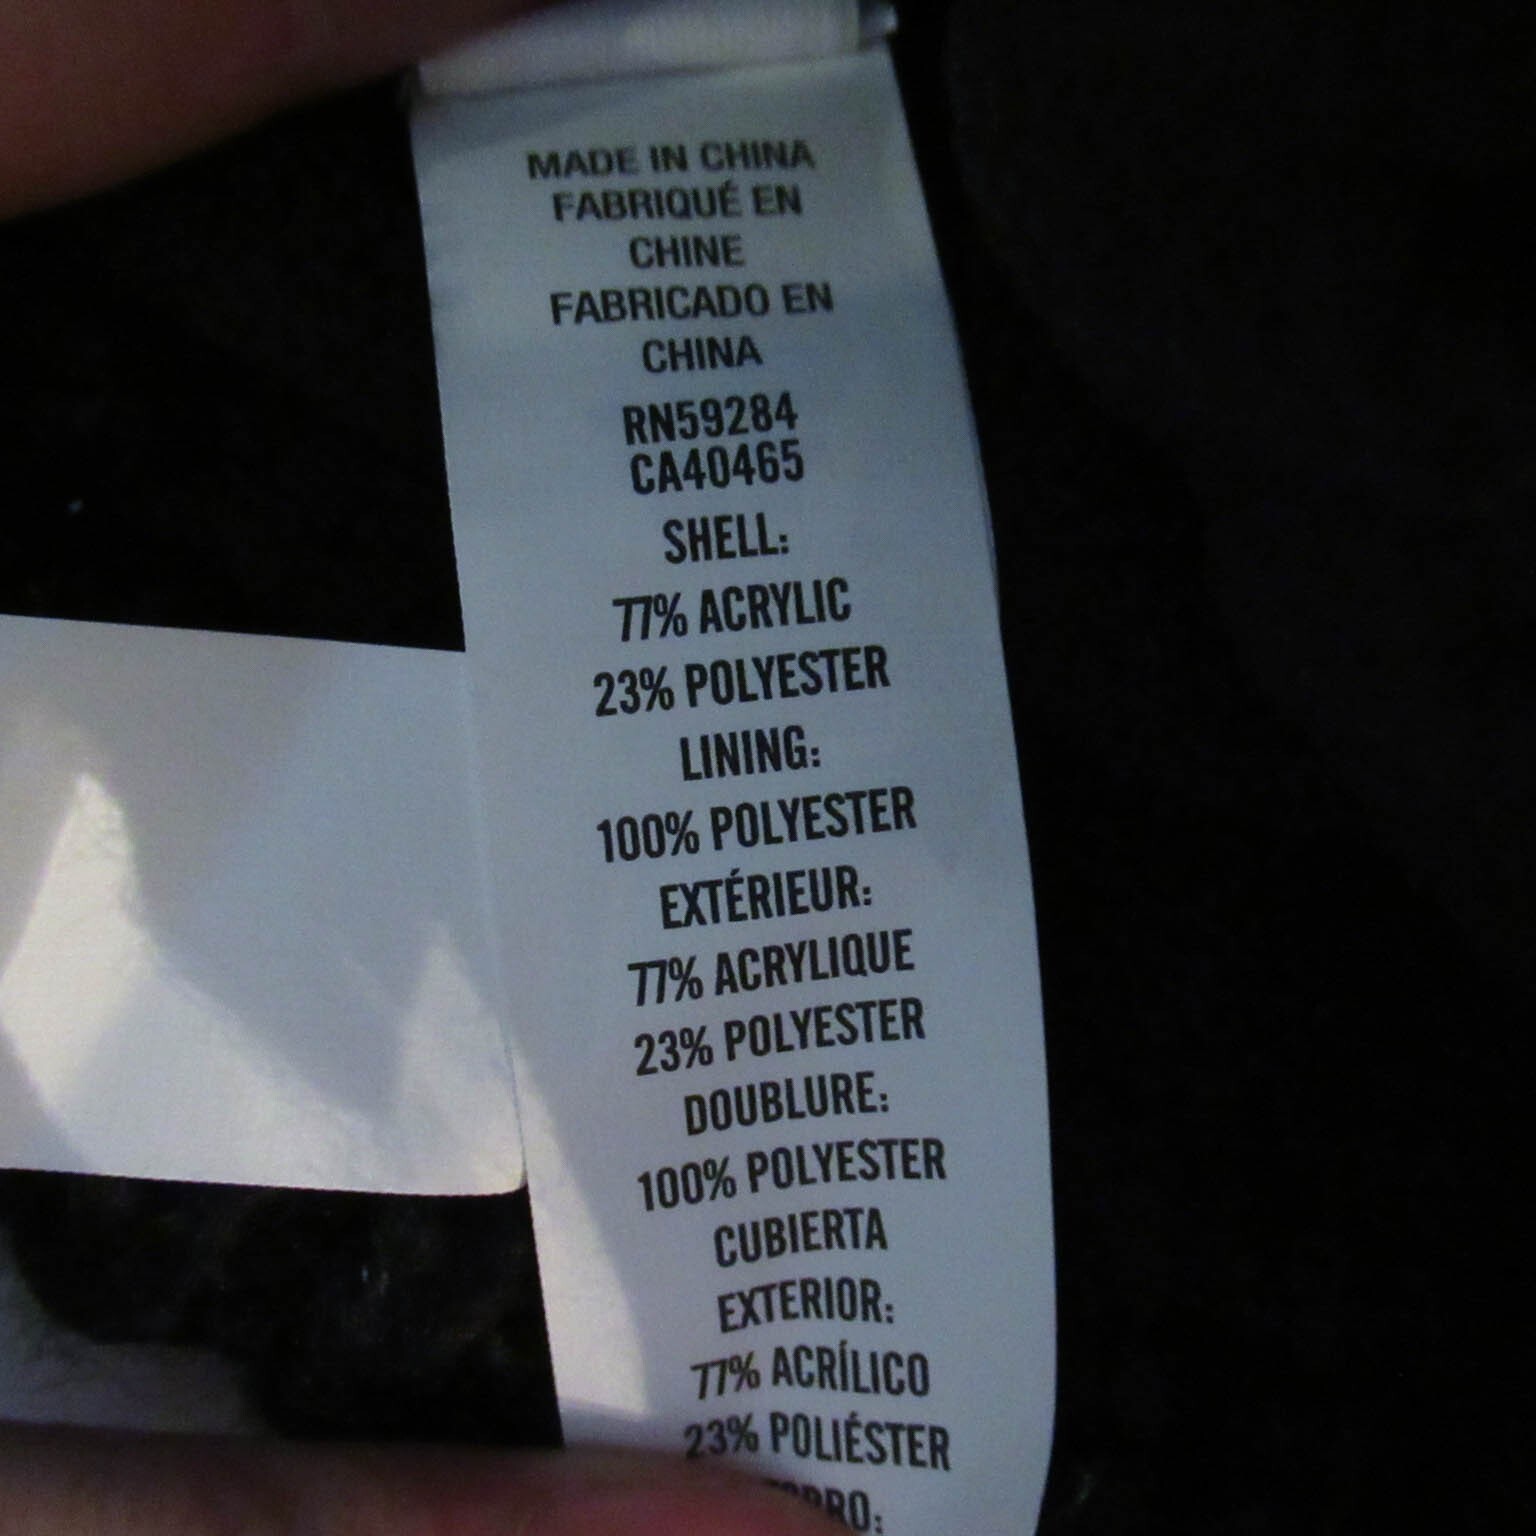 MADE IN CHINA
FABRIQUÉ EN
CHINE
FABRICADO EN
CHINA
RN59284
CA40465
SHELL:
77% ACRYLIC
23% POLYESTER
LINING:
100% POLYESTER
EXTÉRIEUR:
77% ACRYLIQUE
23% POLYESTER
DOUBLURE:
100% POLYESTER
CUBIERTA
EXTERIOR:
77% ACRÍLICO
23% POLIÉSTER